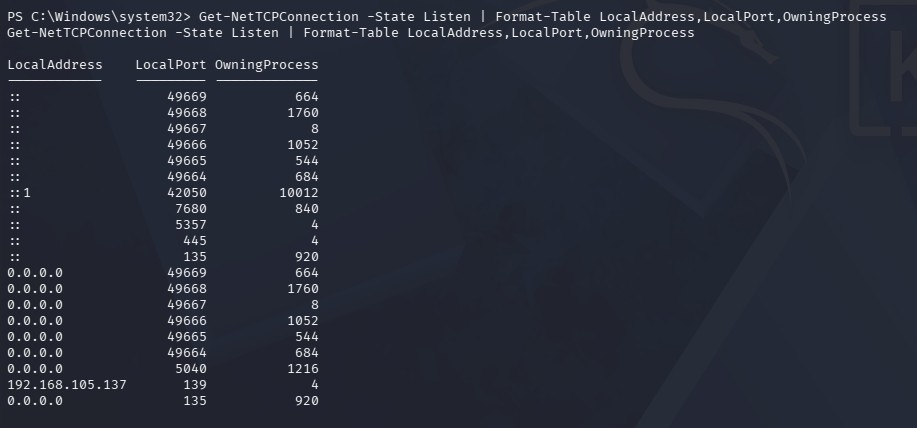 PS C:\Windows\system32> Get-NetTCPConnection -State Listen | Format-Table LocalAddress,LocalPort,OwningProcess
Get-NetTCPConnection -State Listen | Format-Table LocalAddress,LocalPort,OwningProcess
LocalAddress LocalPort OwningProcess
:: 49669 664
:: 49668 1760
:: 49667 8
:: 49666 1052
:: 49665 544
:: 49664 684
::1 42050 10012
:: 7680 840
:: 5357 4
:: 445 4
:: 135 920
0.0.0.0 49669 664
0.0.0.0 49668 1760
0.0.0.0 49667 8
0.0.0.0 49666 1052
0.0.0.0 49665 544
0.0.0.0 49664 684
0.0.0.0 5040 1216
192.168.105.137 139 4
0.0.0.0 135 920